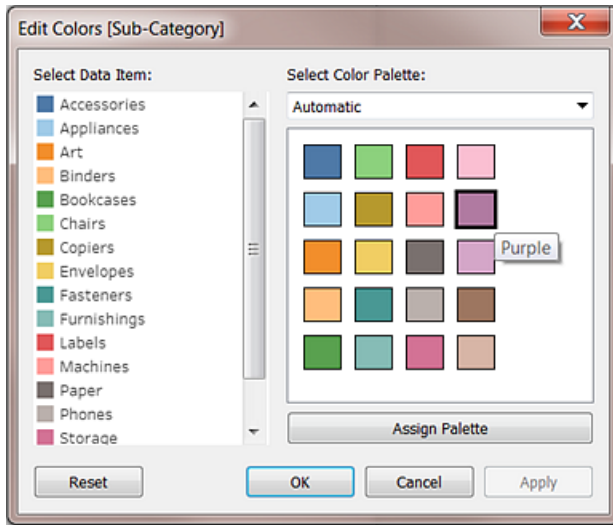 Edit Colors [Sub-Category]
Select Data Item:
Accessories
Appliances
Art
Binders
Bookcases
Chairs
Copiers
Envelopes
Fasteners
Furnishings
Labels
Machines
Paper
Phones
Storage
Select Color Palette:
Automatic
Purple
Assign Palette
Reset
OK
Cancel
Apply